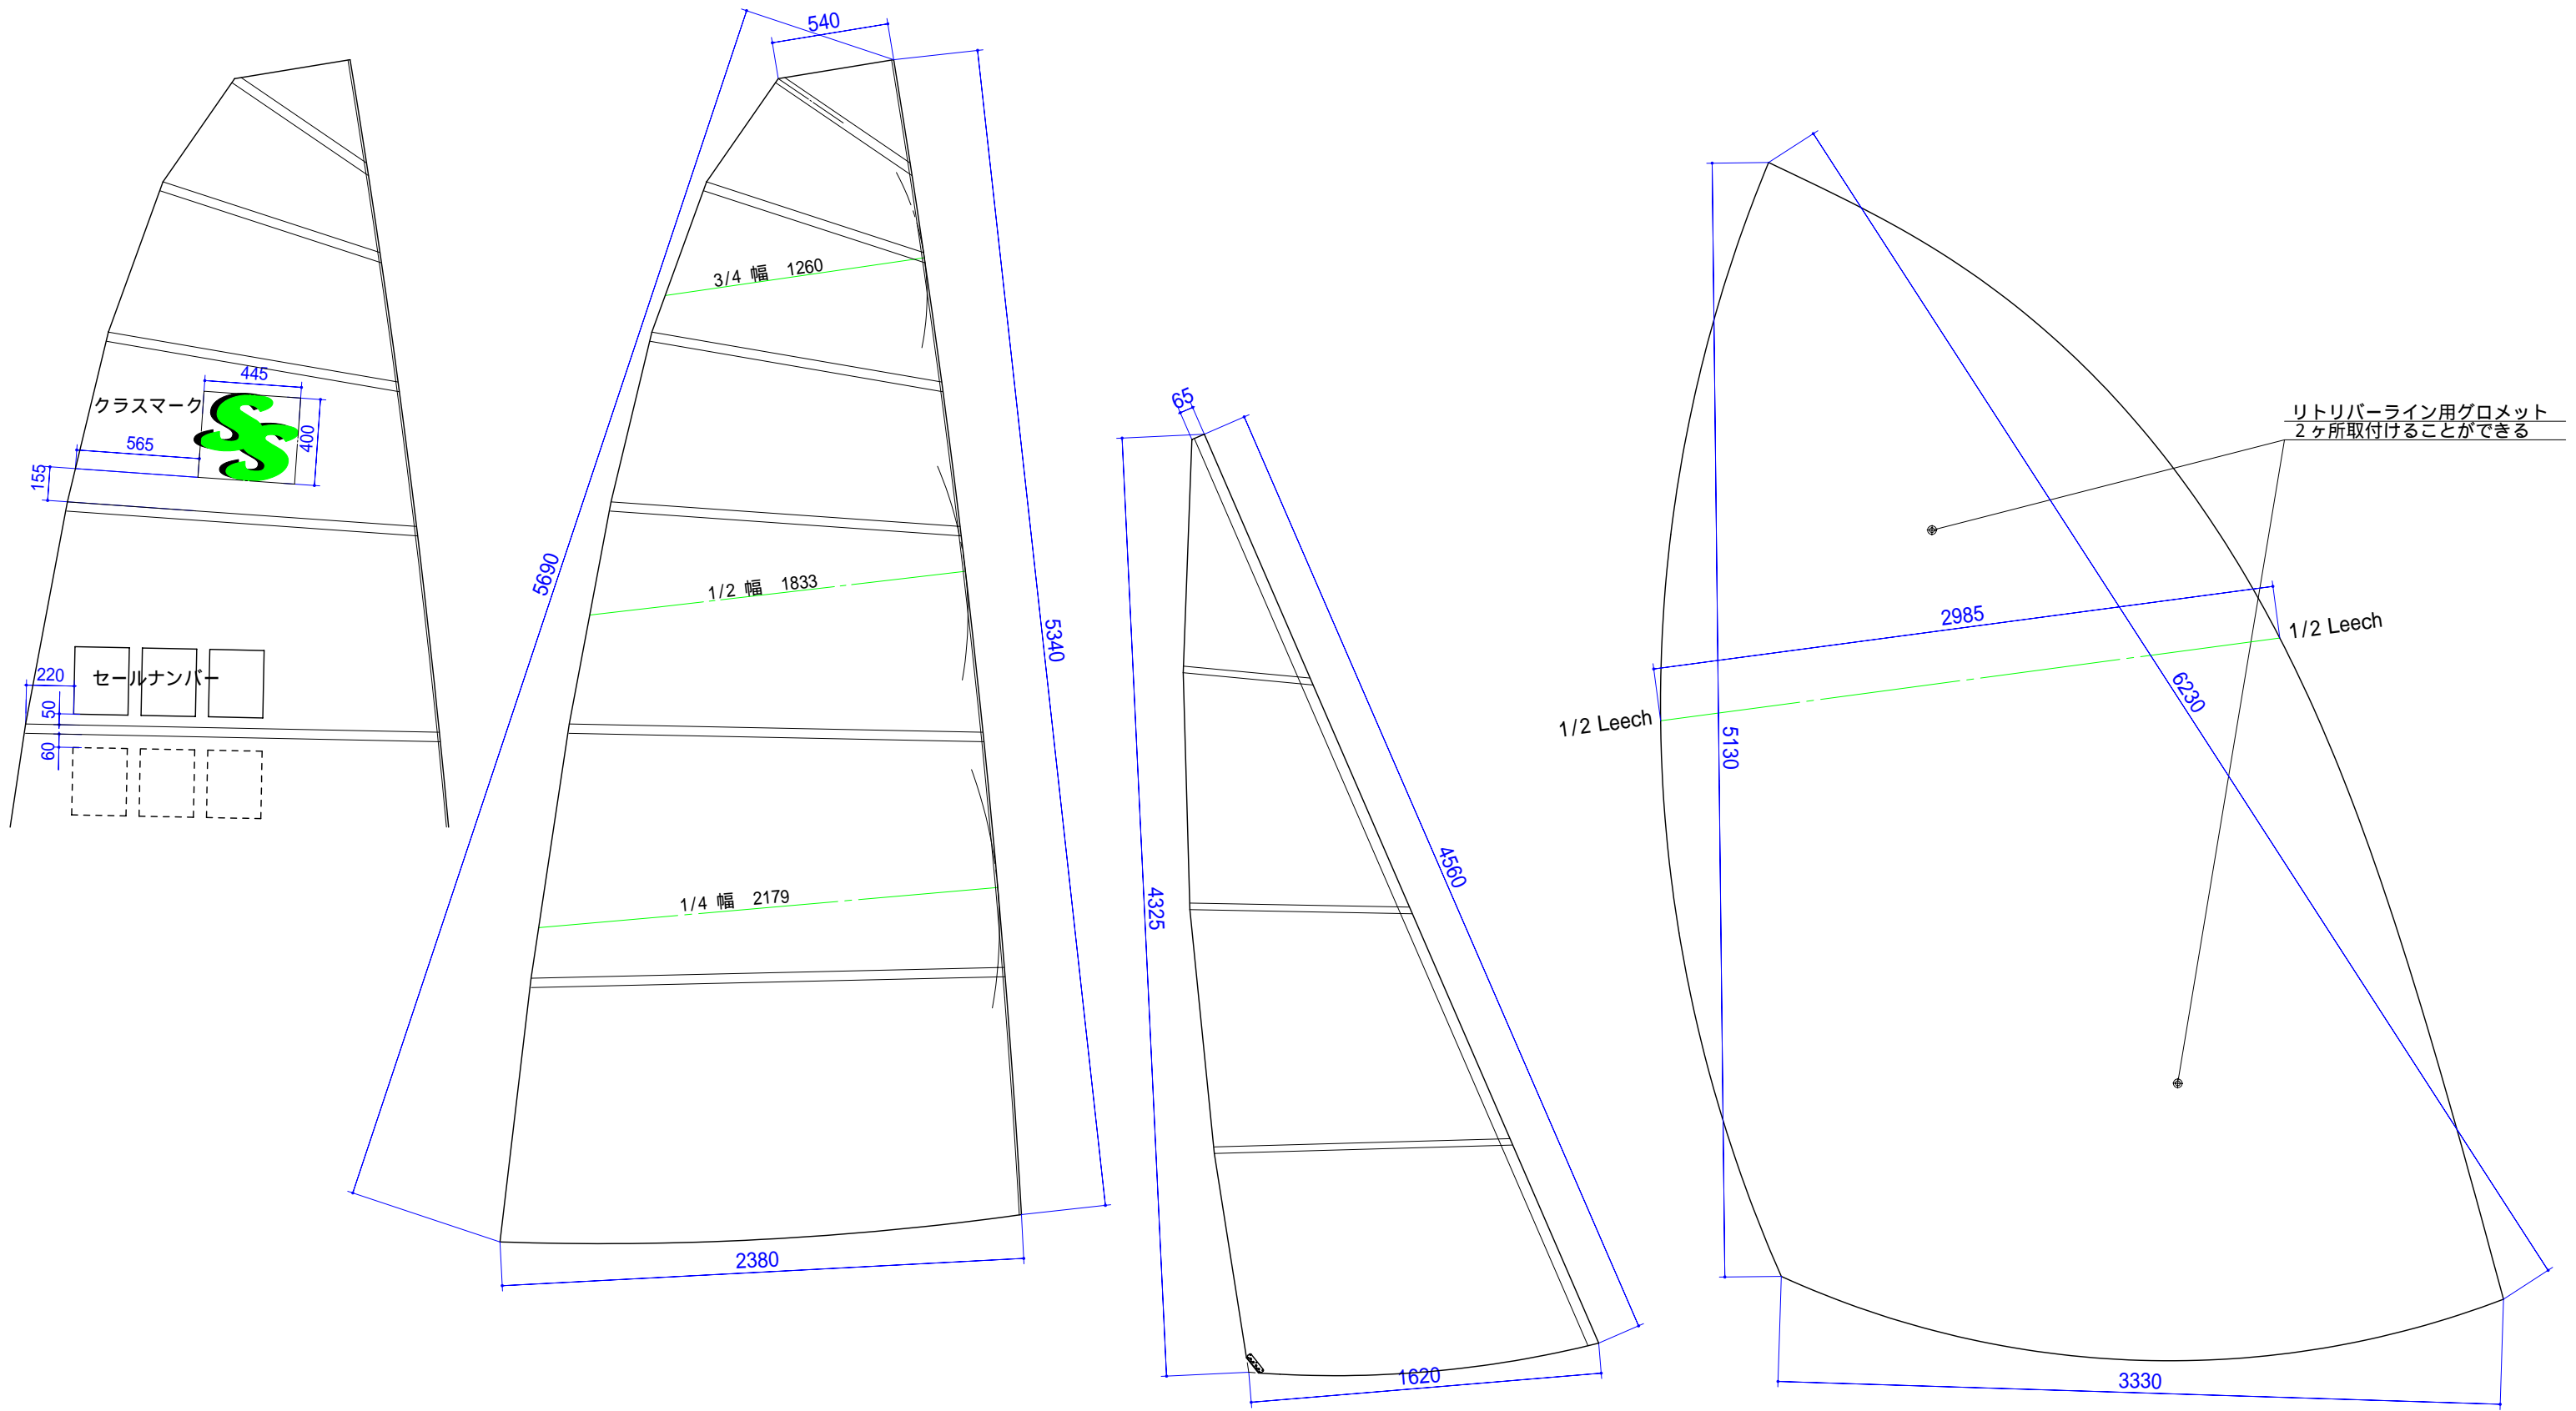 クラスマーク
445
400
565
155
セールナンバー
220
50
60
540
3/4 幅 1260
5690
1/2 幅 1833
5340
1/4 幅 2179
2380
65
4325
4560
1620
リトリバーライン用グロメット
2ヶ所取付けることができる
2985
1/2 Leech
1/2 Leech
6230
5130
3330